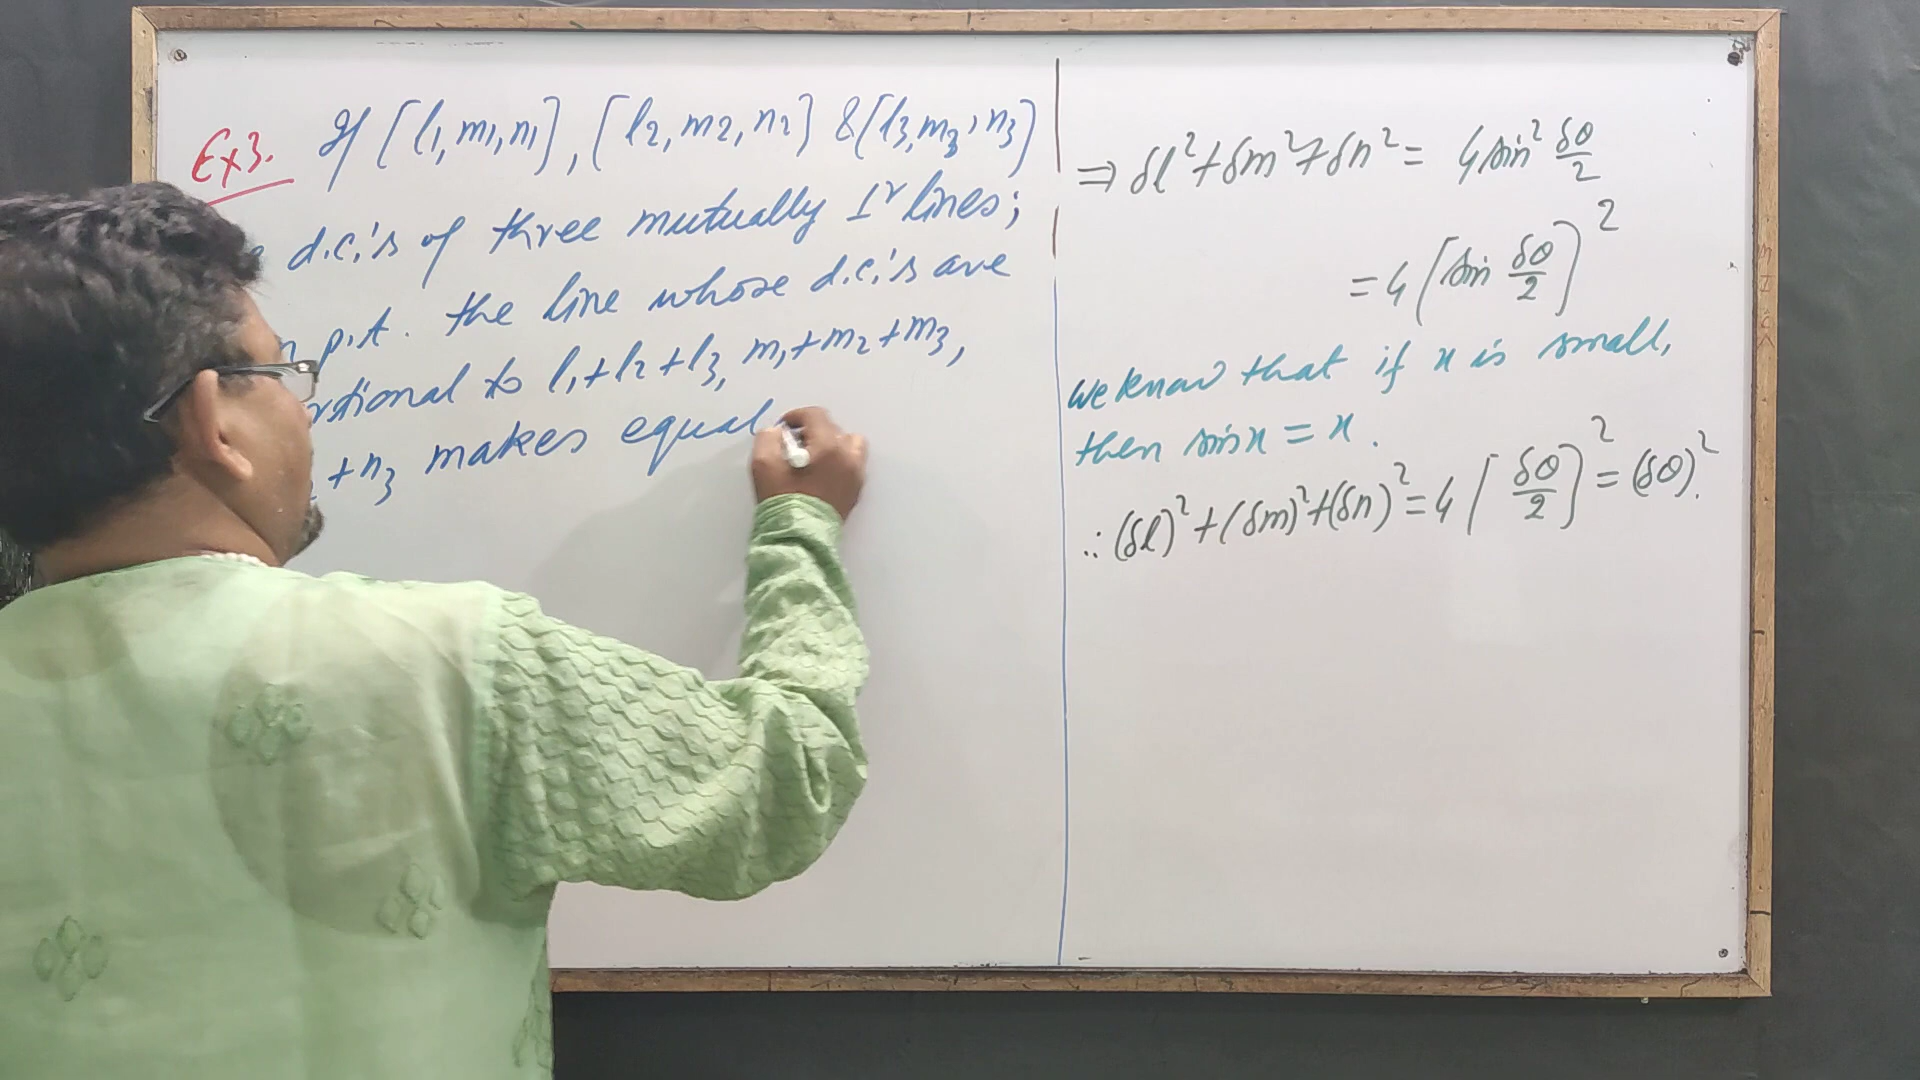 Ex3. If [l1, m1, n1], [l2, m2, n2] & [l3, m3, n3]
d.c.'s of three mutually ⊥r lines;
p.t. the line whose d.c.'s are
to l1+l2+l3, m1+m2+m3,
+n3 makes equal
⇒ δl²+δm²+δn² = 4 sin² δθ/2
= 4 [sin δθ/2]²
we know that if x is small,
then sinx = x.
∴ (δl)²+(δm)²+(δn)² = 4 [δθ/2]² = (δθ)².